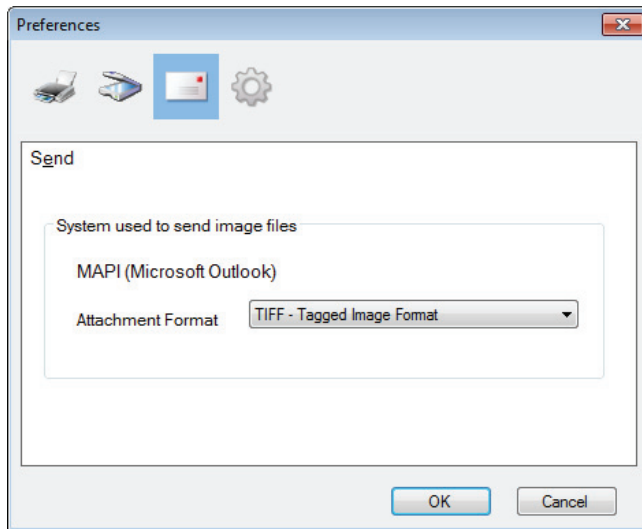 Preferences
Send
System used to send image files
MAPI (Microsoft Outlook)
Attachment Format TIFF - Tagged Image Format
OK Cancel